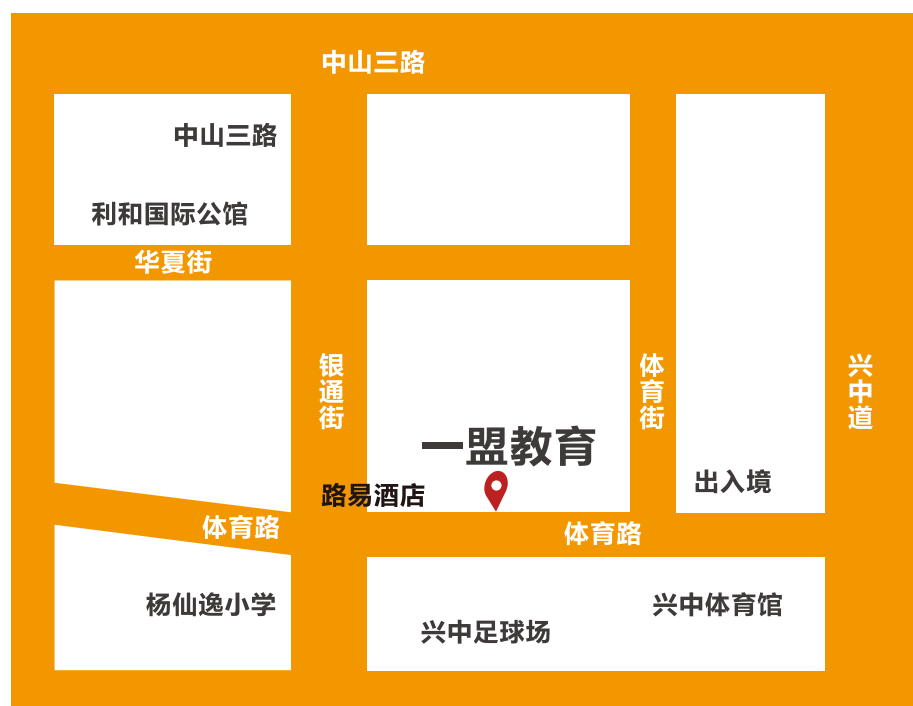 中山三路
中山三路
利和国际公馆
华夏街
银通街
体育街
兴中道
一盟教育
出入境
路易酒店
体育路
体育路
杨仙逸小学
兴中体育馆
兴中足球场